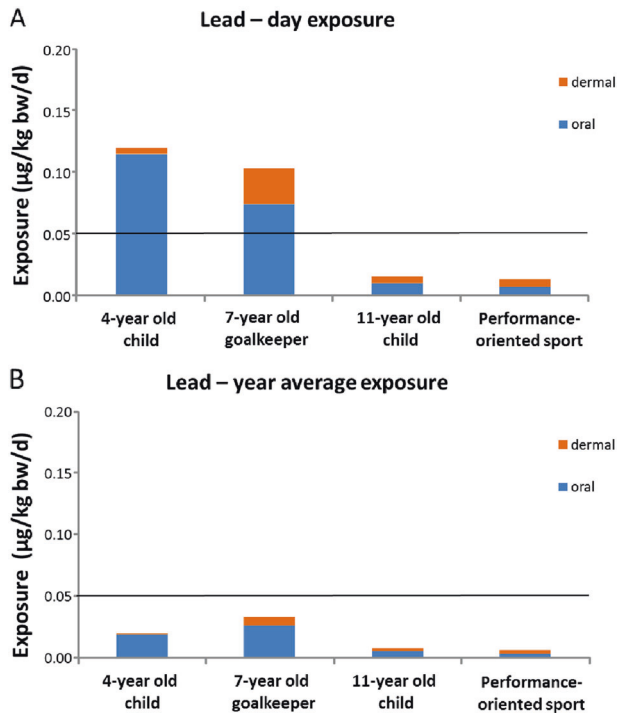 A
Lead – day exposure
Exposure (µg/kg bw/d)
0.20
0.15
0.10
0.05
0.00
dermal
oral
4-year old
child
7-year old
goalkeeper
11-year old
child
Performance-
oriented sport
B
Lead – year average exposure
Exposure (µg/kg bw/d)
0.20
0.15
0.10
0.05
0.00
dermal
oral
4-year old
child
7-year old
goalkeeper
11-year old
child
Performance-
oriented sport